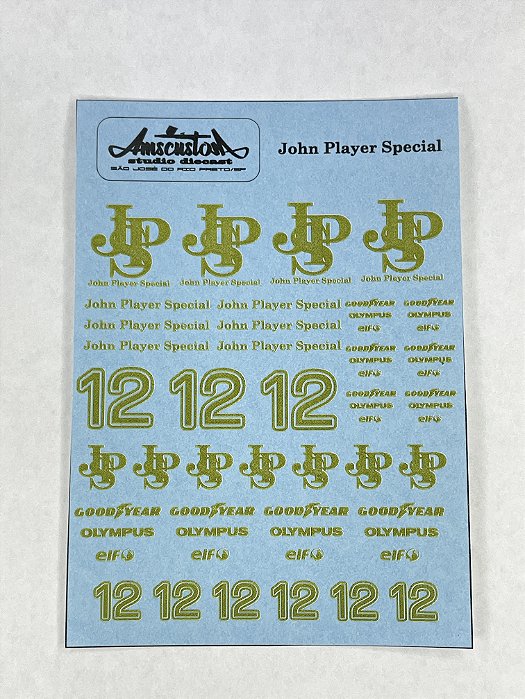 Amscustom
studio diecast
SÃO JOSÉ DO RIO PRETO/SP
John Player Special
JPS JPS JPS JPS
John Player Special John Player Special John Player Special John Player Special
John Player Special John Player Special GOODYEAR GOODYEAR
OLYMPUS OLYMPUS
John Player Special John Player Special elf elf
John Player Special John Player Special GOODYEAR GOODYEAR
OLYMPUS OLYMPUS
elf elf
12 12 12 GOODYEAR GOODYEAR
OLYMPUS OLYMPUS
elf elf
JPS JPS JPS JPS JPS JPS JPS
GOODYEAR GOODYEAR GOODYEAR GOODYEAR
OLYMPUS OLYMPUS OLYMPUS OLYMPUS
elf elf elf elf
12 12 12 12 12 12